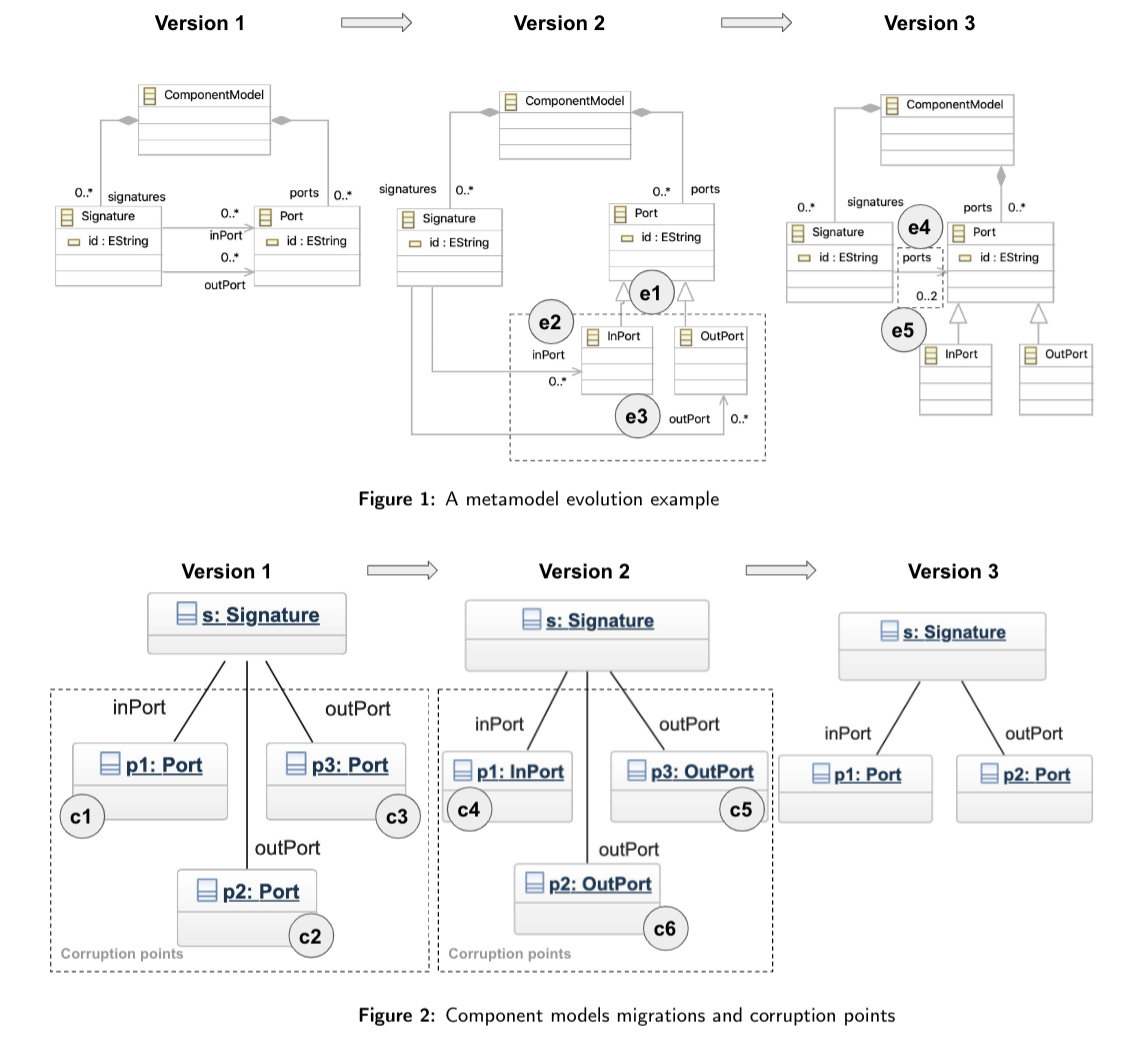 Version 1
Version 2
Version 3
ComponentModel
0..*
signatures
ports
0..*
Signature
id : EString
0..*
inPort
0..*
outPort
Port
id : EString
ComponentModel
signatures
0..*
0..*
ports
Signature
id : EString
Port
id : EString
e1
e2
InPort
OutPort
inPort
0..*
e3
outPort
0..*
ComponentModel
0..*
signatures
ports
0..*
e4
Signature
id : EString
ports
0..2
Port
id : EString
e5
InPort
OutPort
Figure 1: A metamodel evolution example
Version 1
Version 2
Version 3
s: Signature
inPort
outPort
p1: Port
p3: Port
c1
c3
outPort
p2: Port
c2
Corruption points
s: Signature
inPort
outPort
p1: InPort
p3: OutPort
c4
c5
outPort
p2: OutPort
c6
Corruption points
s: Signature
inPort
outPort
p1: Port
p2: Port
Figure 2: Component models migrations and corruption points